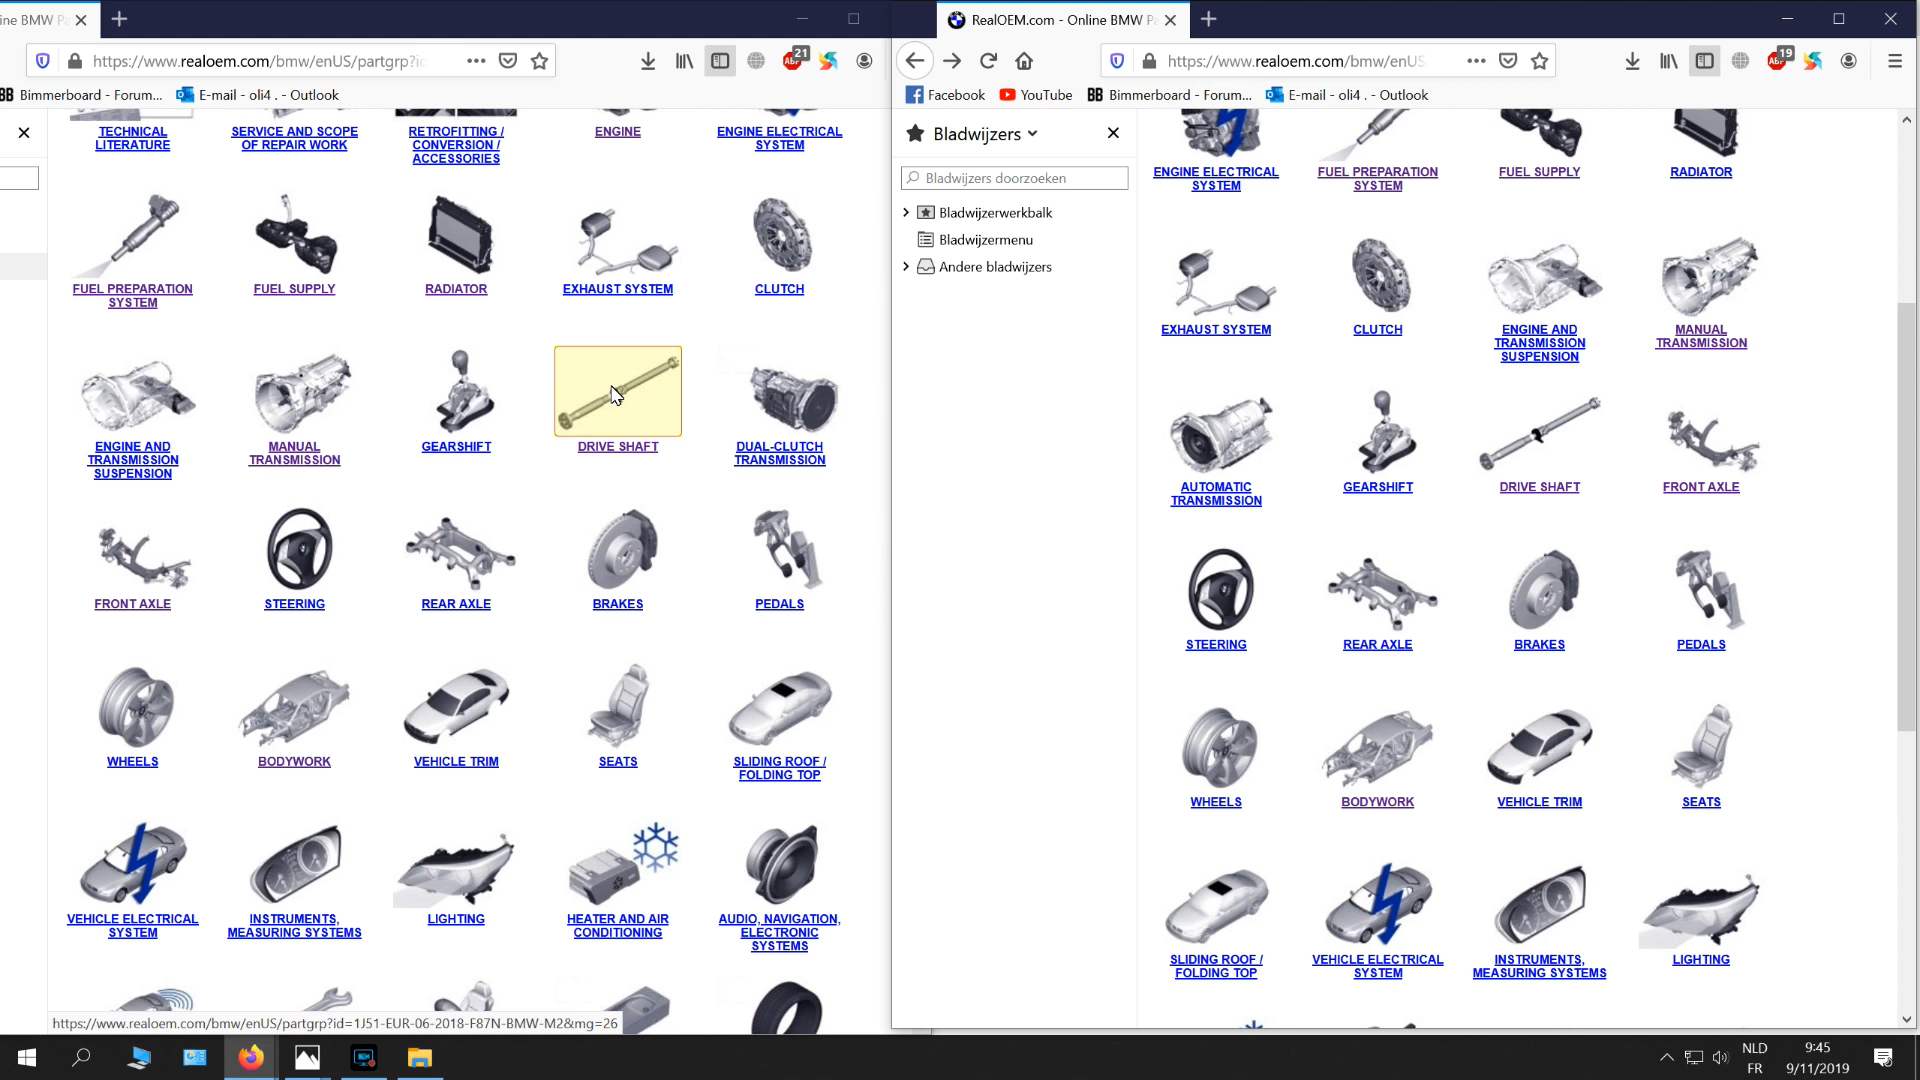 ine BMW Pa
RealOEM.com - Online BMW Pa
https://www.realoem.com/bmw/enUS/partgrp?id
21
https://www.realoem.com/bmw/enUS
19
Bimmerboard - Forum...
E-mail - oli4 . - Outlook
Facebook
YouTube
Bimmerboard - Forum...
E-mail - oli4 . - Outlook
TECHNICAL
LITERATURE
SERVICE AND SCOPE
OF REPAIR WORK
RETROFITTING /
CONVERSION /
ACCESSORIES
ENGINE
ENGINE ELECTRICAL
SYSTEM
FUEL PREPARATION
SYSTEM
FUEL SUPPLY
RADIATOR
EXHAUST SYSTEM
CLUTCH
ENGINE AND
TRANSMISSION
SUSPENSION
MANUAL
TRANSMISSION
GEARSHIFT
DRIVE SHAFT
DUAL-CLUTCH
TRANSMISSION
FRONT AXLE
STEERING
REAR AXLE
BRAKES
PEDALS
WHEELS
BODYWORK
VEHICLE TRIM
SEATS
SLIDING ROOF /
FOLDING TOP
VEHICLE ELECTRICAL
SYSTEM
INSTRUMENTS,
MEASURING SYSTEMS
LIGHTING
HEATER AND AIR
CONDITIONING
AUDIO, NAVIGATION,
ELECTRONIC
SYSTEMS
https://www.realoem.com/bmw/enUS/partgrp?id=1J51-EUR-06-2018-F87N-BMW-M2&mg=26
Bladwijzers
Bladwijzers doorzoeken
Bladwijzerwerkbalk
Bladwijzermenu
Andere bladwijzers
ENGINE ELECTRICAL
SYSTEM
FUEL PREPARATION
SYSTEM
FUEL SUPPLY
RADIATOR
EXHAUST SYSTEM
CLUTCH
ENGINE AND
TRANSMISSION
SUSPENSION
MANUAL
TRANSMISSION
AUTOMATIC
TRANSMISSION
GEARSHIFT
DRIVE SHAFT
FRONT AXLE
STEERING
REAR AXLE
BRAKES
PEDALS
WHEELS
BODYWORK
VEHICLE TRIM
SEATS
SLIDING ROOF /
FOLDING TOP
VEHICLE ELECTRICAL
SYSTEM
INSTRUMENTS,
MEASURING SYSTEMS
LIGHTING
NLD
FR
9:45
9/11/2019